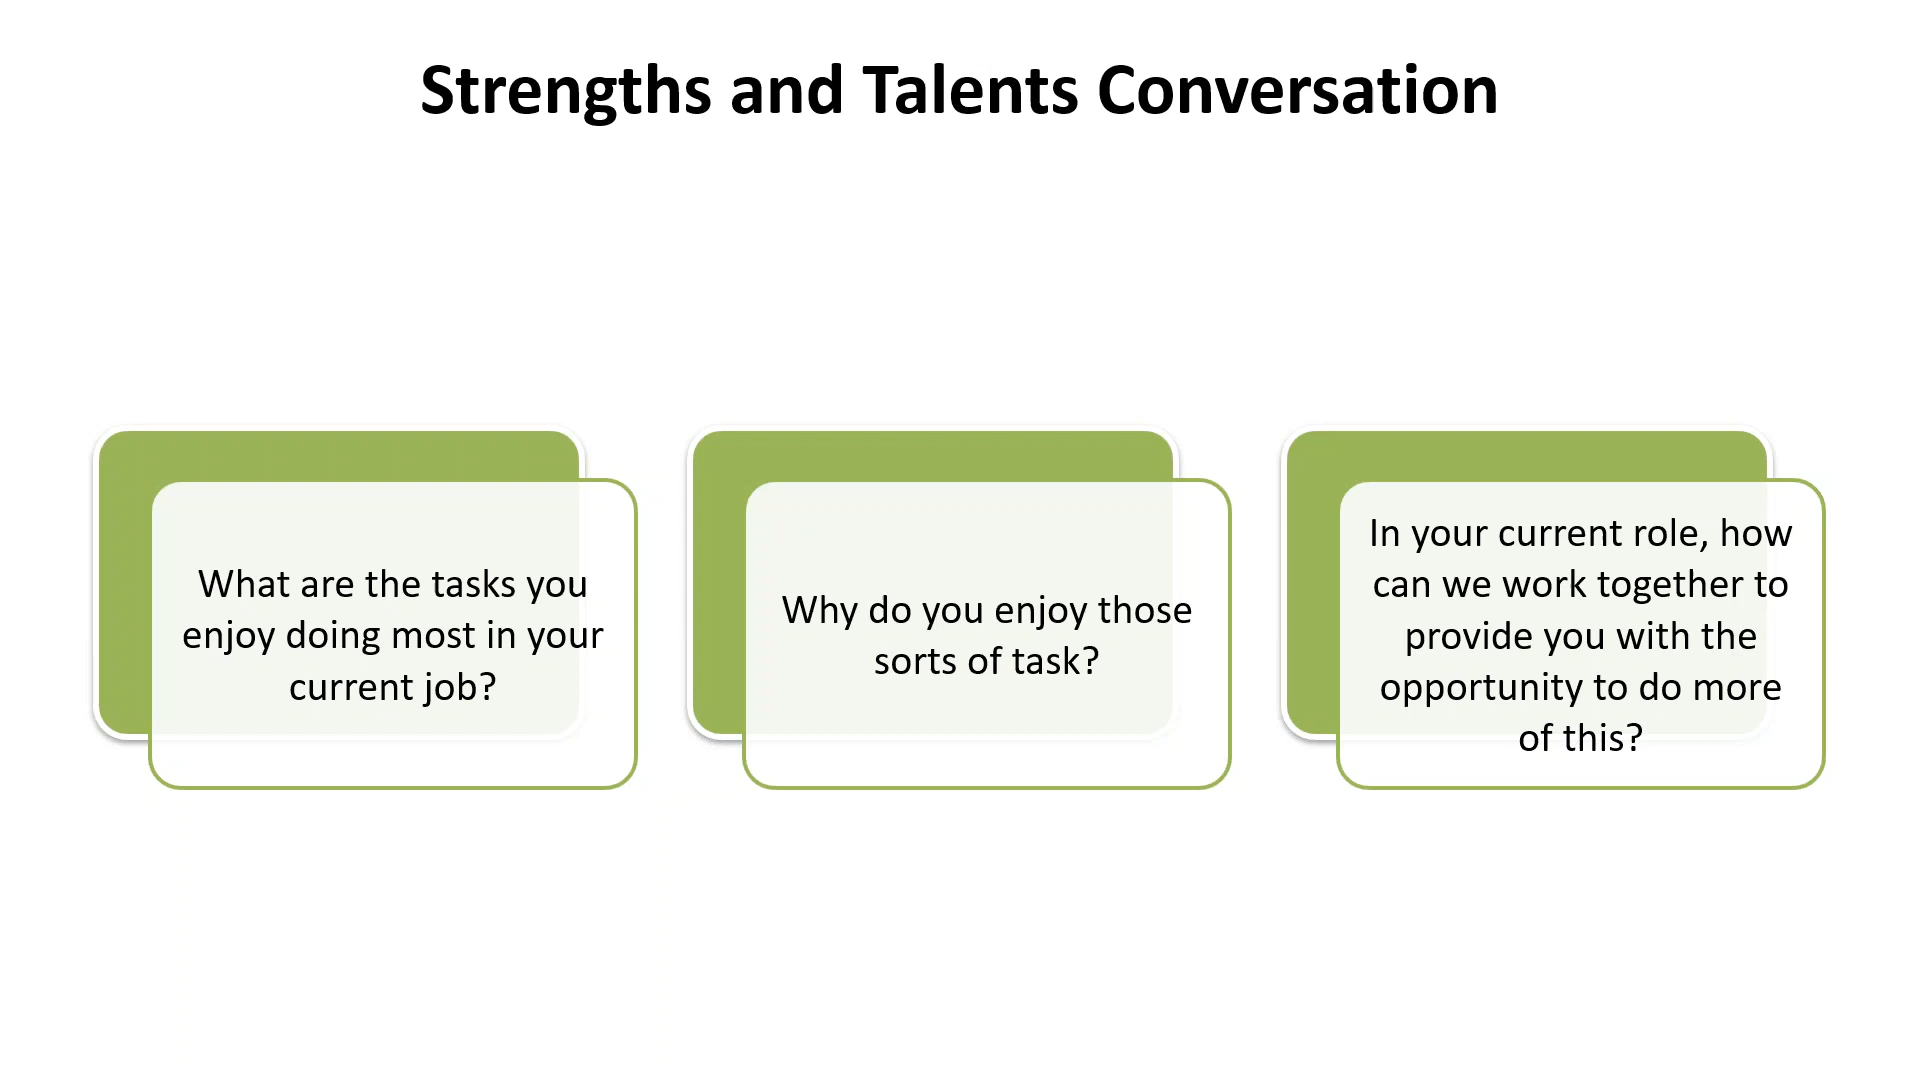 Strengths and Talents Conversation
What are the tasks you
enjoy doing most in your
current job?
Why do you enjoy those
sorts of task?
In your current role, how
can we work together to
provide you with the
opportunity to do more
of this?